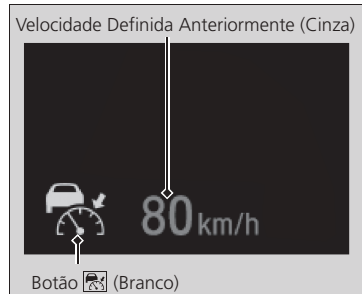 Velocidade Definida Anteriormente (Cinza)
80 km/h
Botão (Branco)